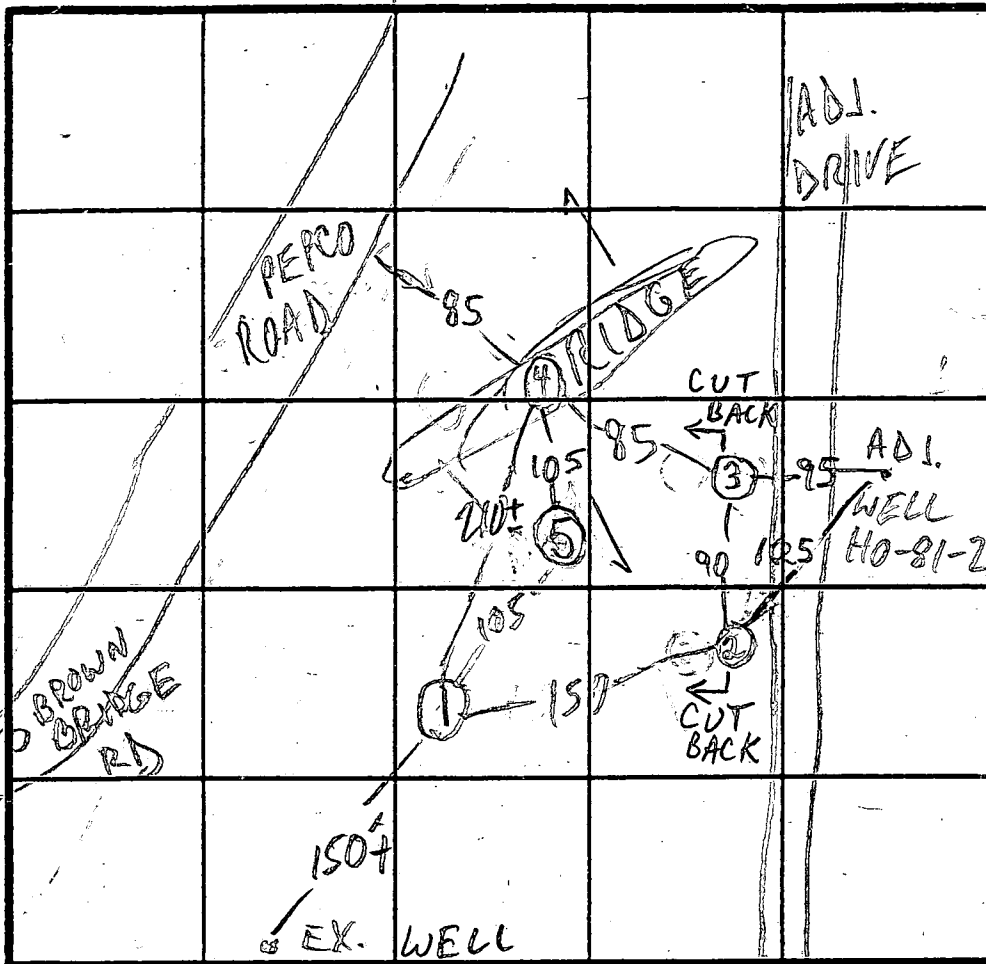 ADJ.
DRIVE
PEPCO
ROAD
85
RIDGE
4
CUT
BACK
85
3
95
ADJ.
WELL
HO-81-2
105
210±
5
90
105
105
2
BROWN
BRIDGE
RD
1
150
CUT
BACK
150+
EX. WELL